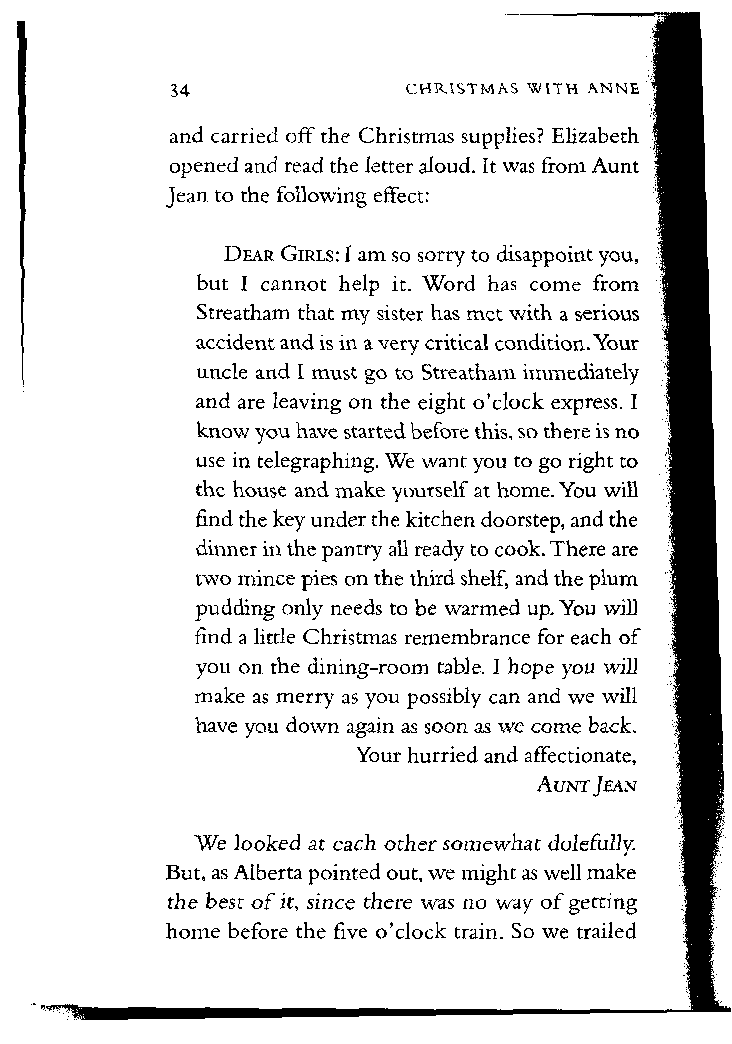 34 CHRISTMAS WITH ANNE
and carried off the Christmas supplies? Elizabeth
opened and read the letter aloud. It was from Aunt
Jean to the following effect:
DEAR GIRLS: I am so sorry to disappoint you,
but I cannot help it. Word has come from
Streatham that my sister has met with a serious
accident and is in a very critical condition. Your
uncle and I must go to Streatham immediately
and are leaving on the eight o'clock express. I
know you have started before this, so there is no
use in telegraphing. We want you to go right to
the house and make yourself at home. You will
find the key under the kitchen doorstep, and the
dinner in the pantry all ready to cook. There are
two mince pies on the third shelf, and the plum
pudding only needs to be warmed up. You will
find a little Christmas remembrance for each of
you on the dining-room table. I hope you will
make as merry as you possibly can and we will
have you down again as soon as we come back.
Your hurried and affectionate,
AUNT JEAN
We looked at each other somewhat dolefully.
But, as Alberta pointed out, we might as well make
the best of it, since there was no way of getting
home before the five o'clock train. So we trailed